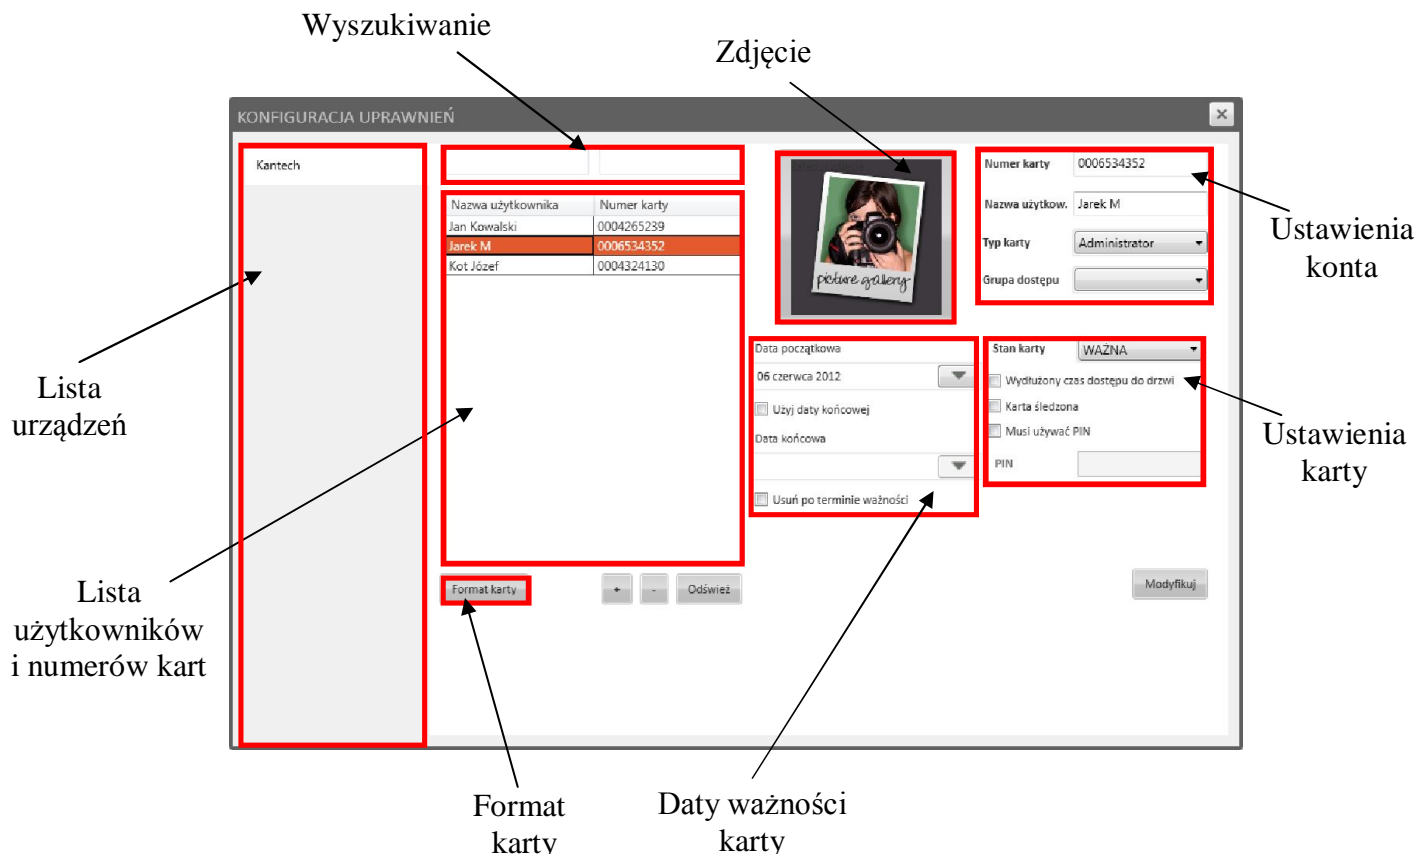 Wyszukiwanie
Zdjęcie
KONFIGURACJA UPRAWNIEŃ
Kantech
Nazwa użytkownika Numer karty
Jan Kowalski 0004265239
Jarek M 0006534352
Kot Józef 0004324130
picture gallery
Numer karty 0006534352
Nazwa użytkow. Jarek M
Typ karty Administrator
Grupa dostępu
Ustawienia
konta
Data początkowa
06 czerwca 2012
Użyj daty końcowej
Data końcowa
Usuń po terminie ważności
Stan karty WAŻNA
Wydłużony czas dostępu do drzwi
Karta śledzona
Musi używać PIN
PIN
Ustawienia
karty
Lista
urządzeń
Format karty + - Odśwież
Modyfikuj
Lista
użytkowników
i numerów kart
Format
karty
Daty ważności
karty